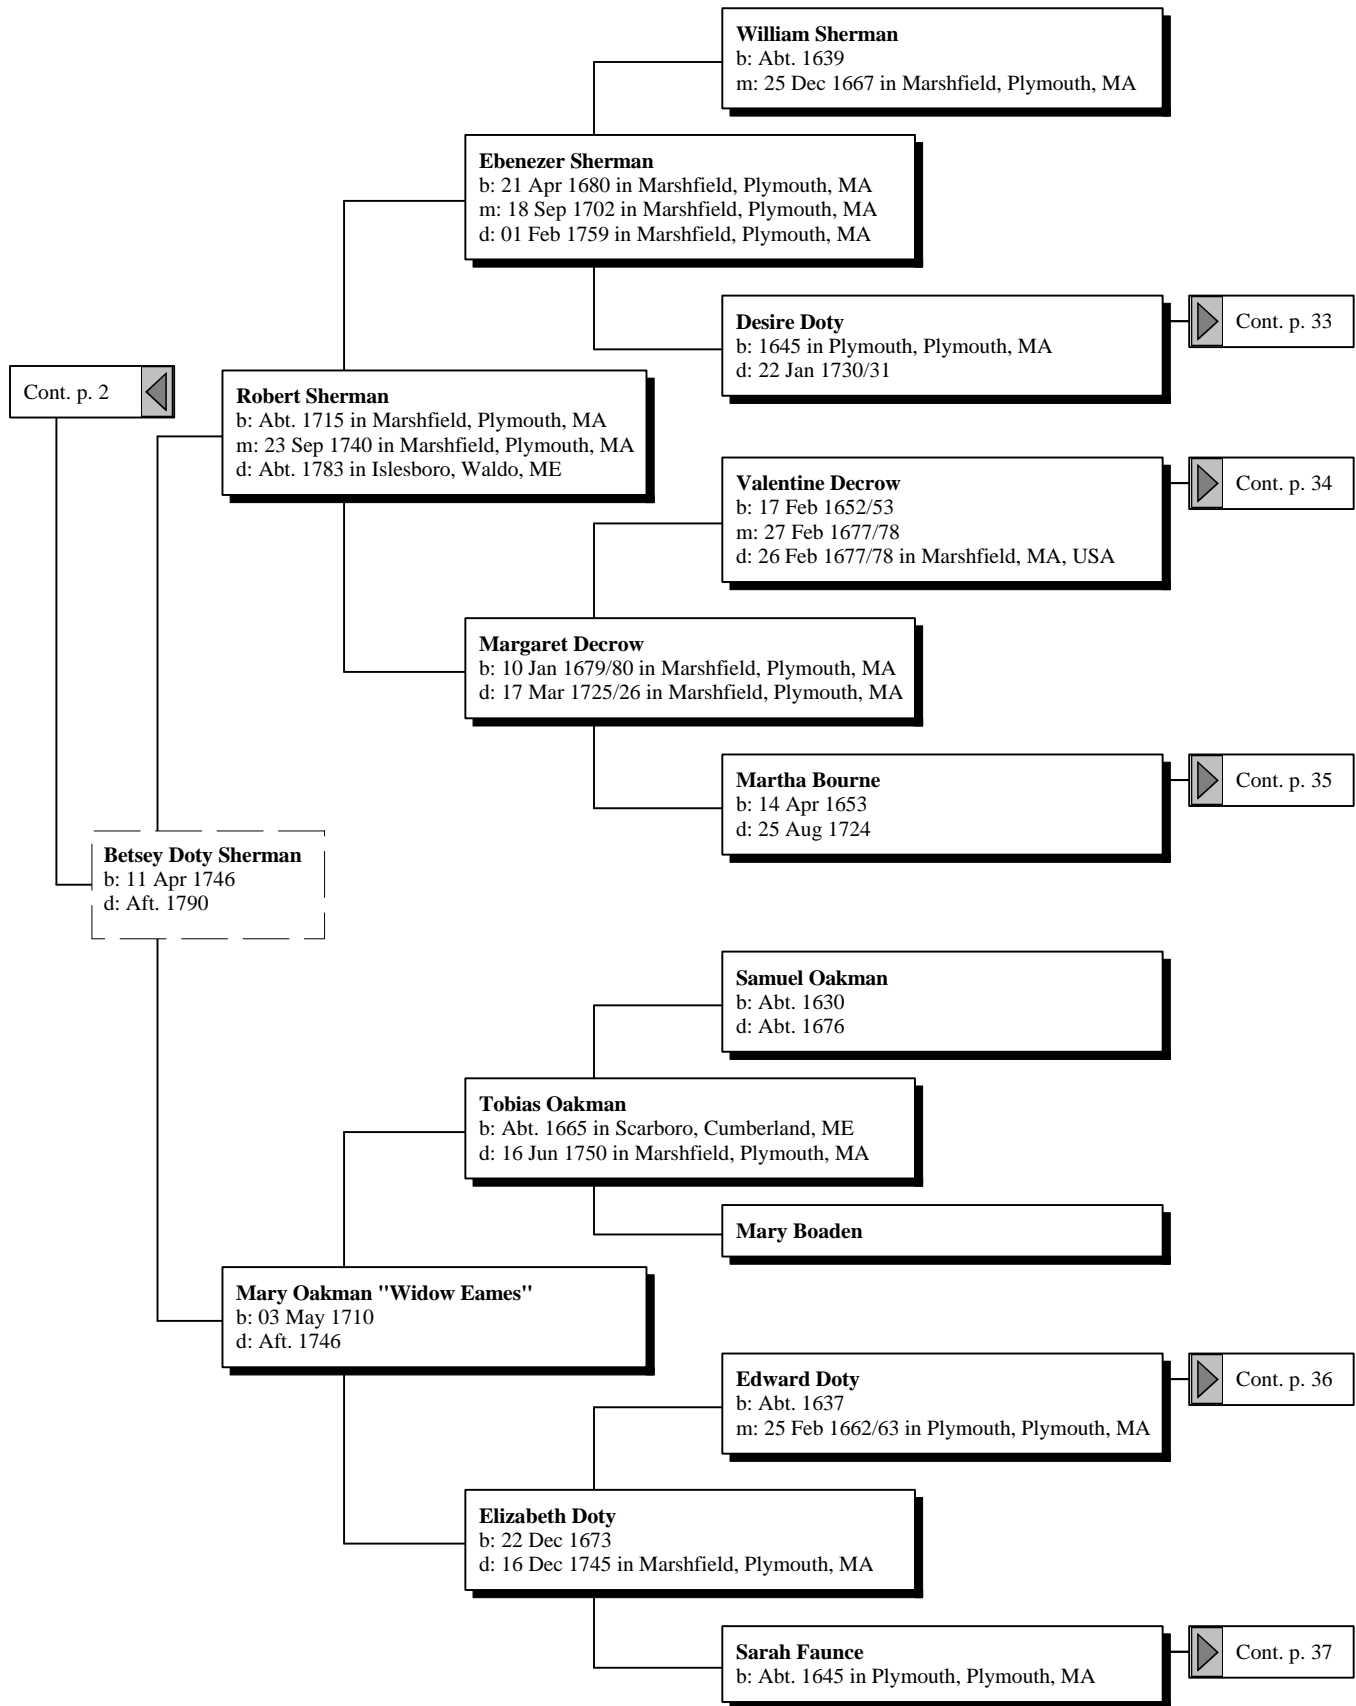 William Sherman
b: Abt. 1639
m: 25 Dec 1667 in Marshfield, Plymouth, MA
Ebenezer Sherman
b: 21 Apr 1680 in Marshfield, Plymouth, MA
m: 18 Sep 1702 in Marshfield, Plymouth, MA
d: 01 Feb 1759 in Marshfield, Plymouth, MA
Desire Doty
b: 1645 in Plymouth, Plymouth, MA
d: 22 Jan 1730/31
Cont. p. 33
Cont. p. 2
Robert Sherman
b: Abt. 1715 in Marshfield, Plymouth, MA
m: 23 Sep 1740 in Marshfield, Plymouth, MA
d: Abt. 1783 in Islesboro, Waldo, ME
Valentine Decrow
b: 17 Feb 1652/53
m: 27 Feb 1677/78
d: 26 Feb 1677/78 in Marshfield, MA, USA
Cont. p. 34
Margaret Decrow
b: 10 Jan 1679/80 in Marshfield, Plymouth, MA
d: 17 Mar 1725/26 in Marshfield, Plymouth, MA
Martha Bourne
b: 14 Apr 1653
d: 25 Aug 1724
Cont. p. 35
Betsey Doty Sherman
b: 11 Apr 1746
d: Aft. 1790
Samuel Oakman
b: Abt. 1630
d: Abt. 1676
Tobias Oakman
b: Abt. 1665 in Scarboro, Cumberland, ME
d: 16 Jun 1750 in Marshfield, Plymouth, MA
Mary Boaden
Mary Oakman "Widow Eames"
b: 03 May 1710
d: Aft. 1746
Edward Doty
b: Abt. 1637
m: 25 Feb 1662/63 in Plymouth, Plymouth, MA
Cont. p. 36
Elizabeth Doty
b: 22 Dec 1673
d: 16 Dec 1745 in Marshfield, Plymouth, MA
Sarah Faunce
b: Abt. 1645 in Plymouth, Plymouth, MA
Cont. p. 37